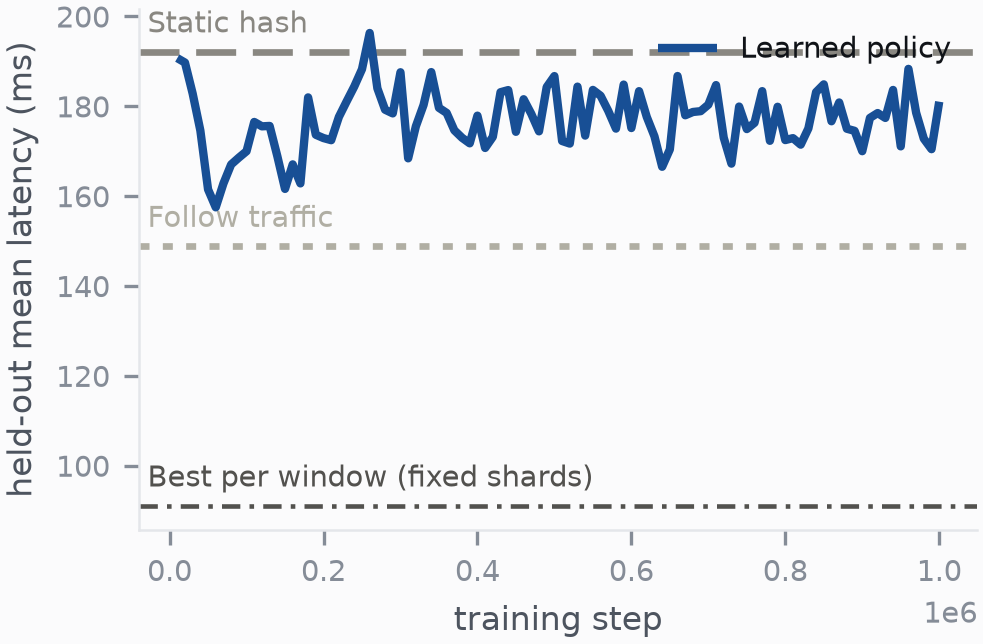 held-out mean latency (ms)
200
180
160
140
120
100
Static hash
Learned policy
Follow traffic
Best per window (fixed shards)
0.0
0.2
0.4
0.6
0.8
1.0
1e6
training step